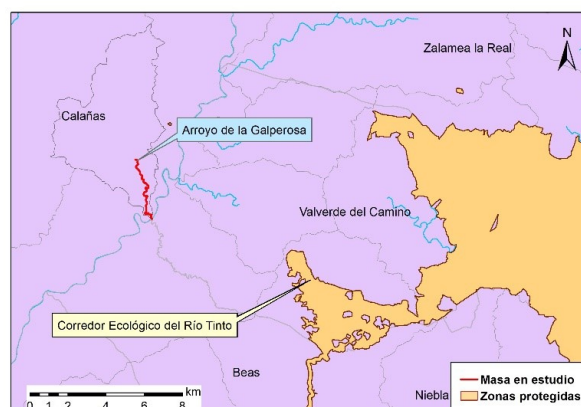 Zalamea la Real
N
Calañas
Arroyo de la Galperosa
Valverde del Camino
Corredor Ecológico del Río Tinto
Beas
Niebla
km
0 1 2 4 6 8
Masa en estudio
Zonas protegidas